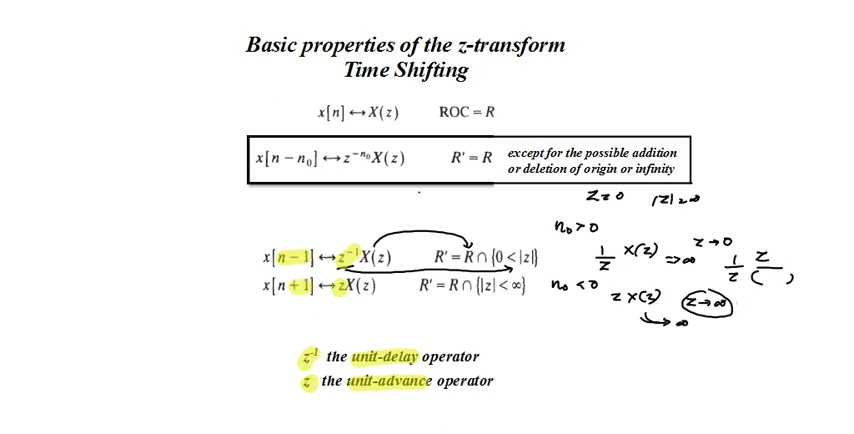 Basic properties of the z-transform
Time Shifting
x[n] ↔ X(z) ROC = R
x[n − n₀] ↔ z⁻ⁿ⁰X(z) R' = R except for the possible addition
or deletion of origin or infinity
z=0 |z|=∞
n₀>0
x[n − 1] ↔ z⁻¹X(z) R' = R ∩ {0 < |z|}
1/z X(z) ⇒ ∞ z→0 1/z z/( )
x[n + 1] ↔ zX(z) R' = R ∩ {|z| < ∞}
n₀<0 z X(z) z→∞
→ ∞
z⁻¹ the unit-delay operator
z the unit-advance operator